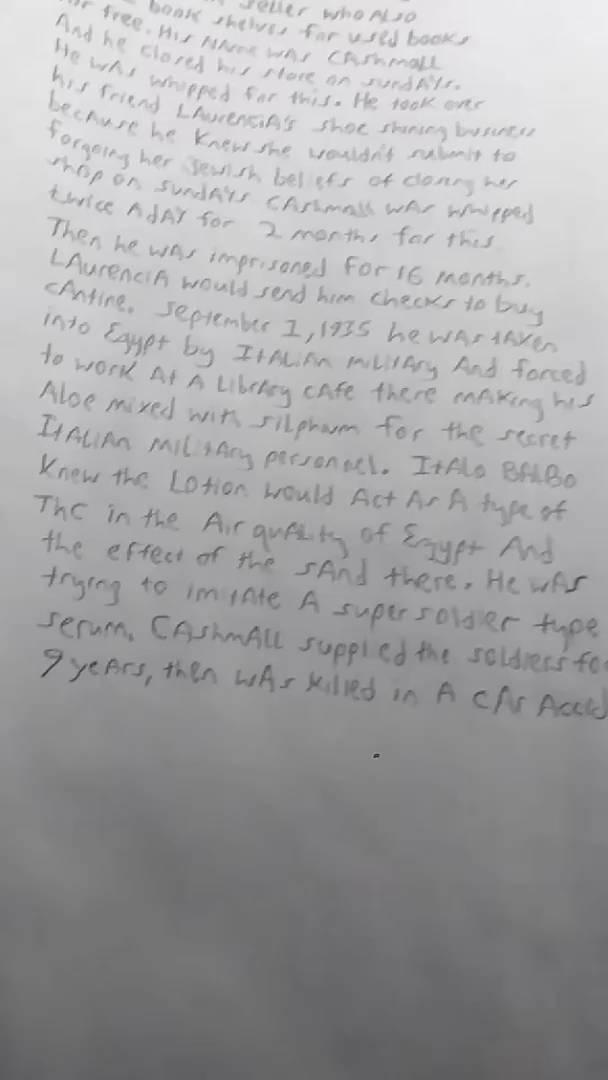 seller who Also
book shelves for used books
for free. His NAme wAs CAshmAll
And he closed his store on sundAys.
He wAs whipped for this. He took over
his friend LAurenciA's shoe shining business
becAuse he knew she wouldn't submit to
forgoing her Jewish beliefs of closing her
shop on sundAys. CAshmAll wAs whipped
twice A dAy for 2 months for this.
Then he wAs imprisoned for 16 months.
LAurenciA would send him checks to buy
cAntine. September 1, 1935 he wAs tAken
into Egypt by ItAliAn militAry And forced
to work At A LibrAry cAfe there mAking his
Aloe mixed with silphium for the secret
ItAliAn militAry personnel. ItAlo BAlBo
knew the Lotion would Act As A type of
THC in the Air quAlity of Egypt And
the effect of the sAnd there. He wAs
trying to imitAte A super soldier type
serum. CAshmAll supplied the soldiers fo
9 yeArs, then wAs killed in A cAr Accid